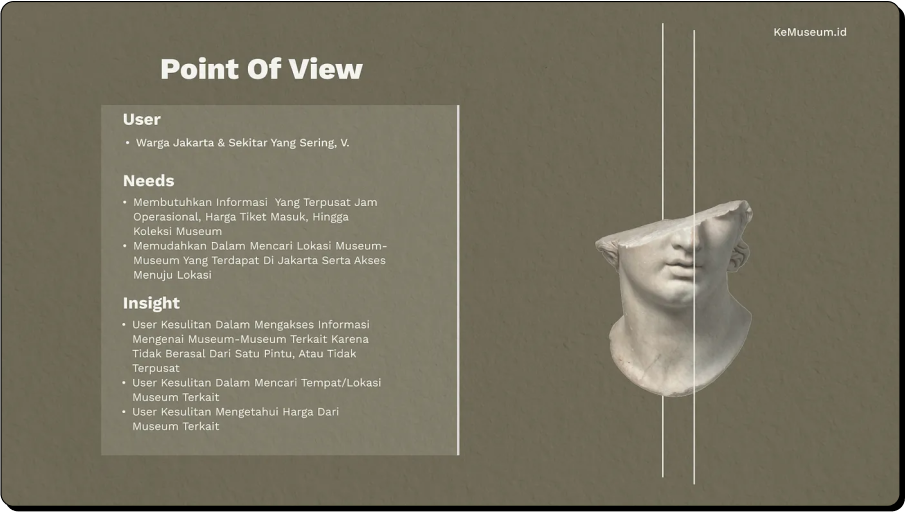 KeMuseum.id
Point Of View
User
• Warga Jakarta & Sekitar Yang Sering, V.
Needs
• Membutuhkan Informasi  Yang Terpusat Jam
Operasional, Harga Tiket Masuk, Hingga
Koleksi Museum
• Memudahkan Dalam Mencari Lokasi Museum-
Museum Yang Terdapat Di Jakarta Serta Akses
Menuju Lokasi
Insight
• User Kesulitan Dalam Mengakses Informasi
Mengenai Museum-Museum Terkait Karena
Tidak Berasal Dari Satu Pintu, Atau Tidak
Terpusat
• User Kesulitan Dalam Mencari Tempat/Lokasi
Museum Terkait
• User Kesulitan Mengetahui Harga Dari
Museum Terkait